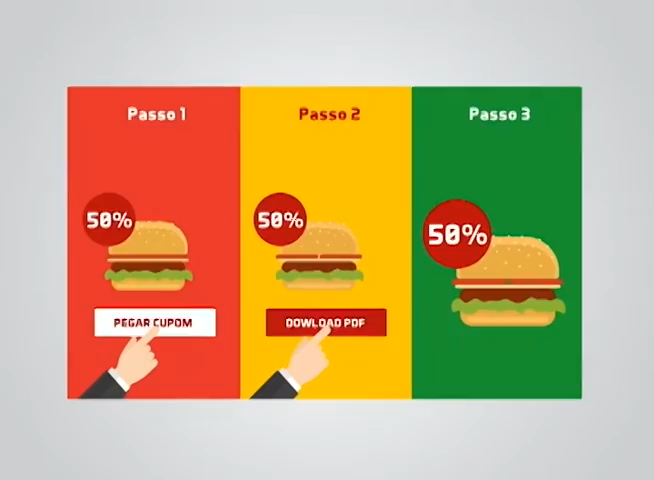 Passo 1
50%
PEGAR CUPOM
Passo 2
50%
DOWLOAD PDF
Passo 3
50%